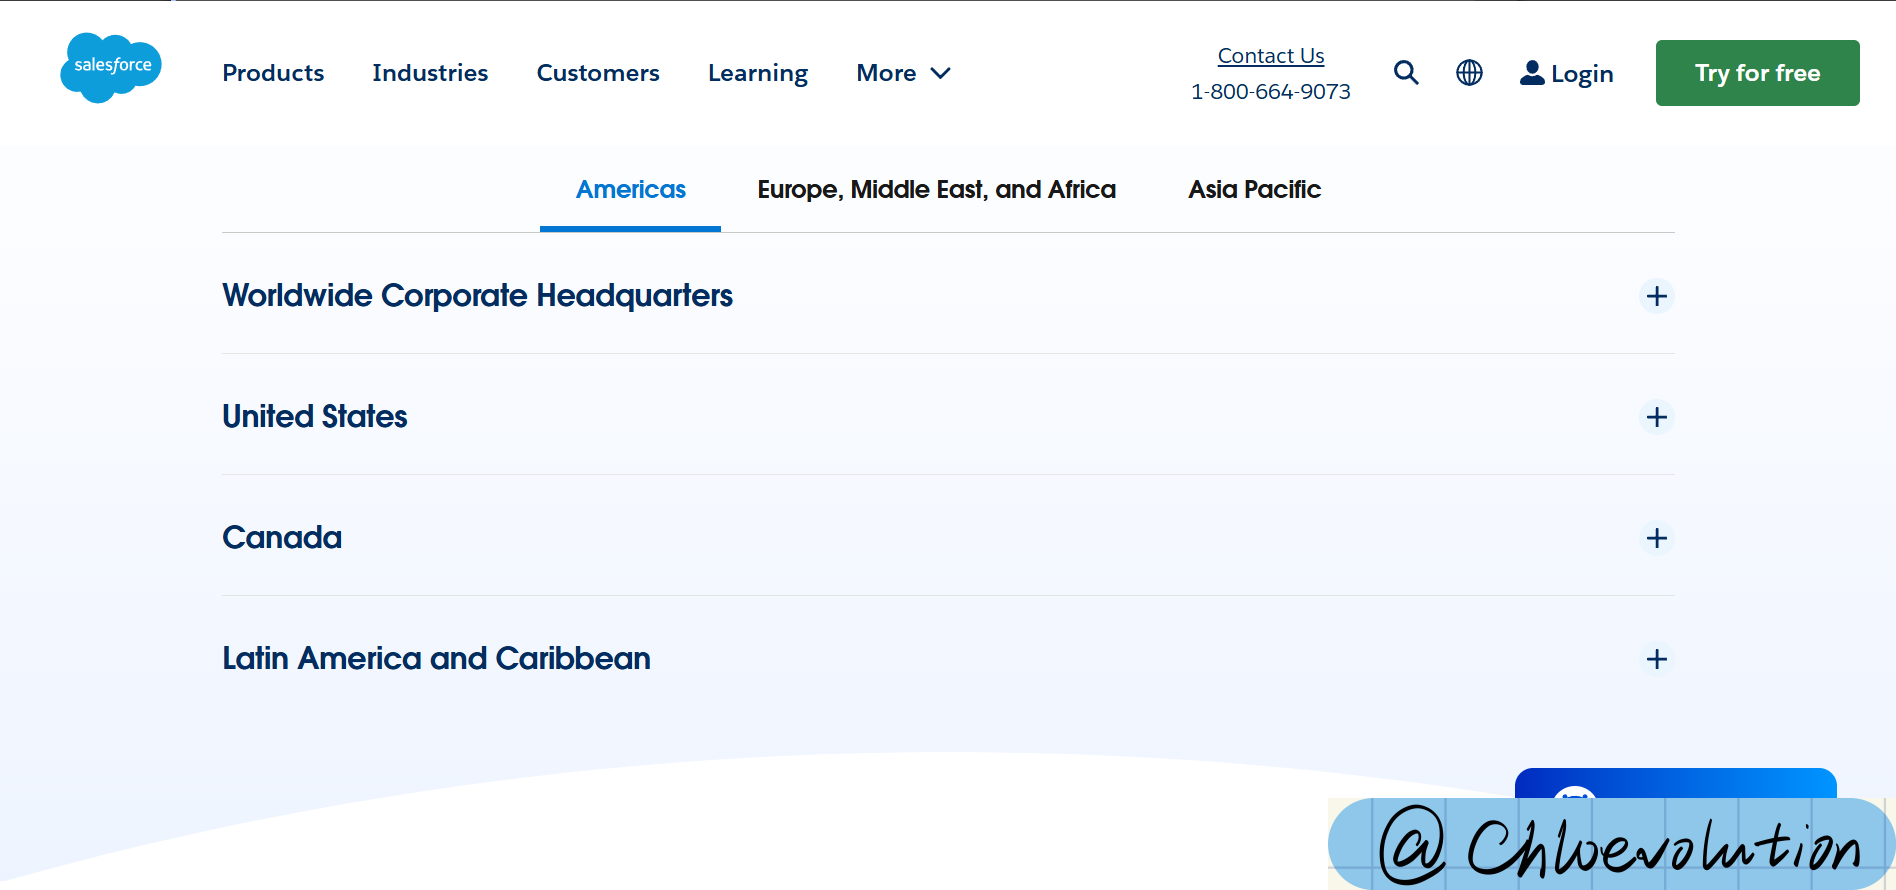 salesforce
Products Industries Customers Learning More
Contact Us
1-800-664-9073
Login
Try for free
Americas Europe, Middle East, and Africa Asia Pacific
Worldwide Corporate Headquarters
United States
Canada
Latin America and Caribbean
@Chloevolution